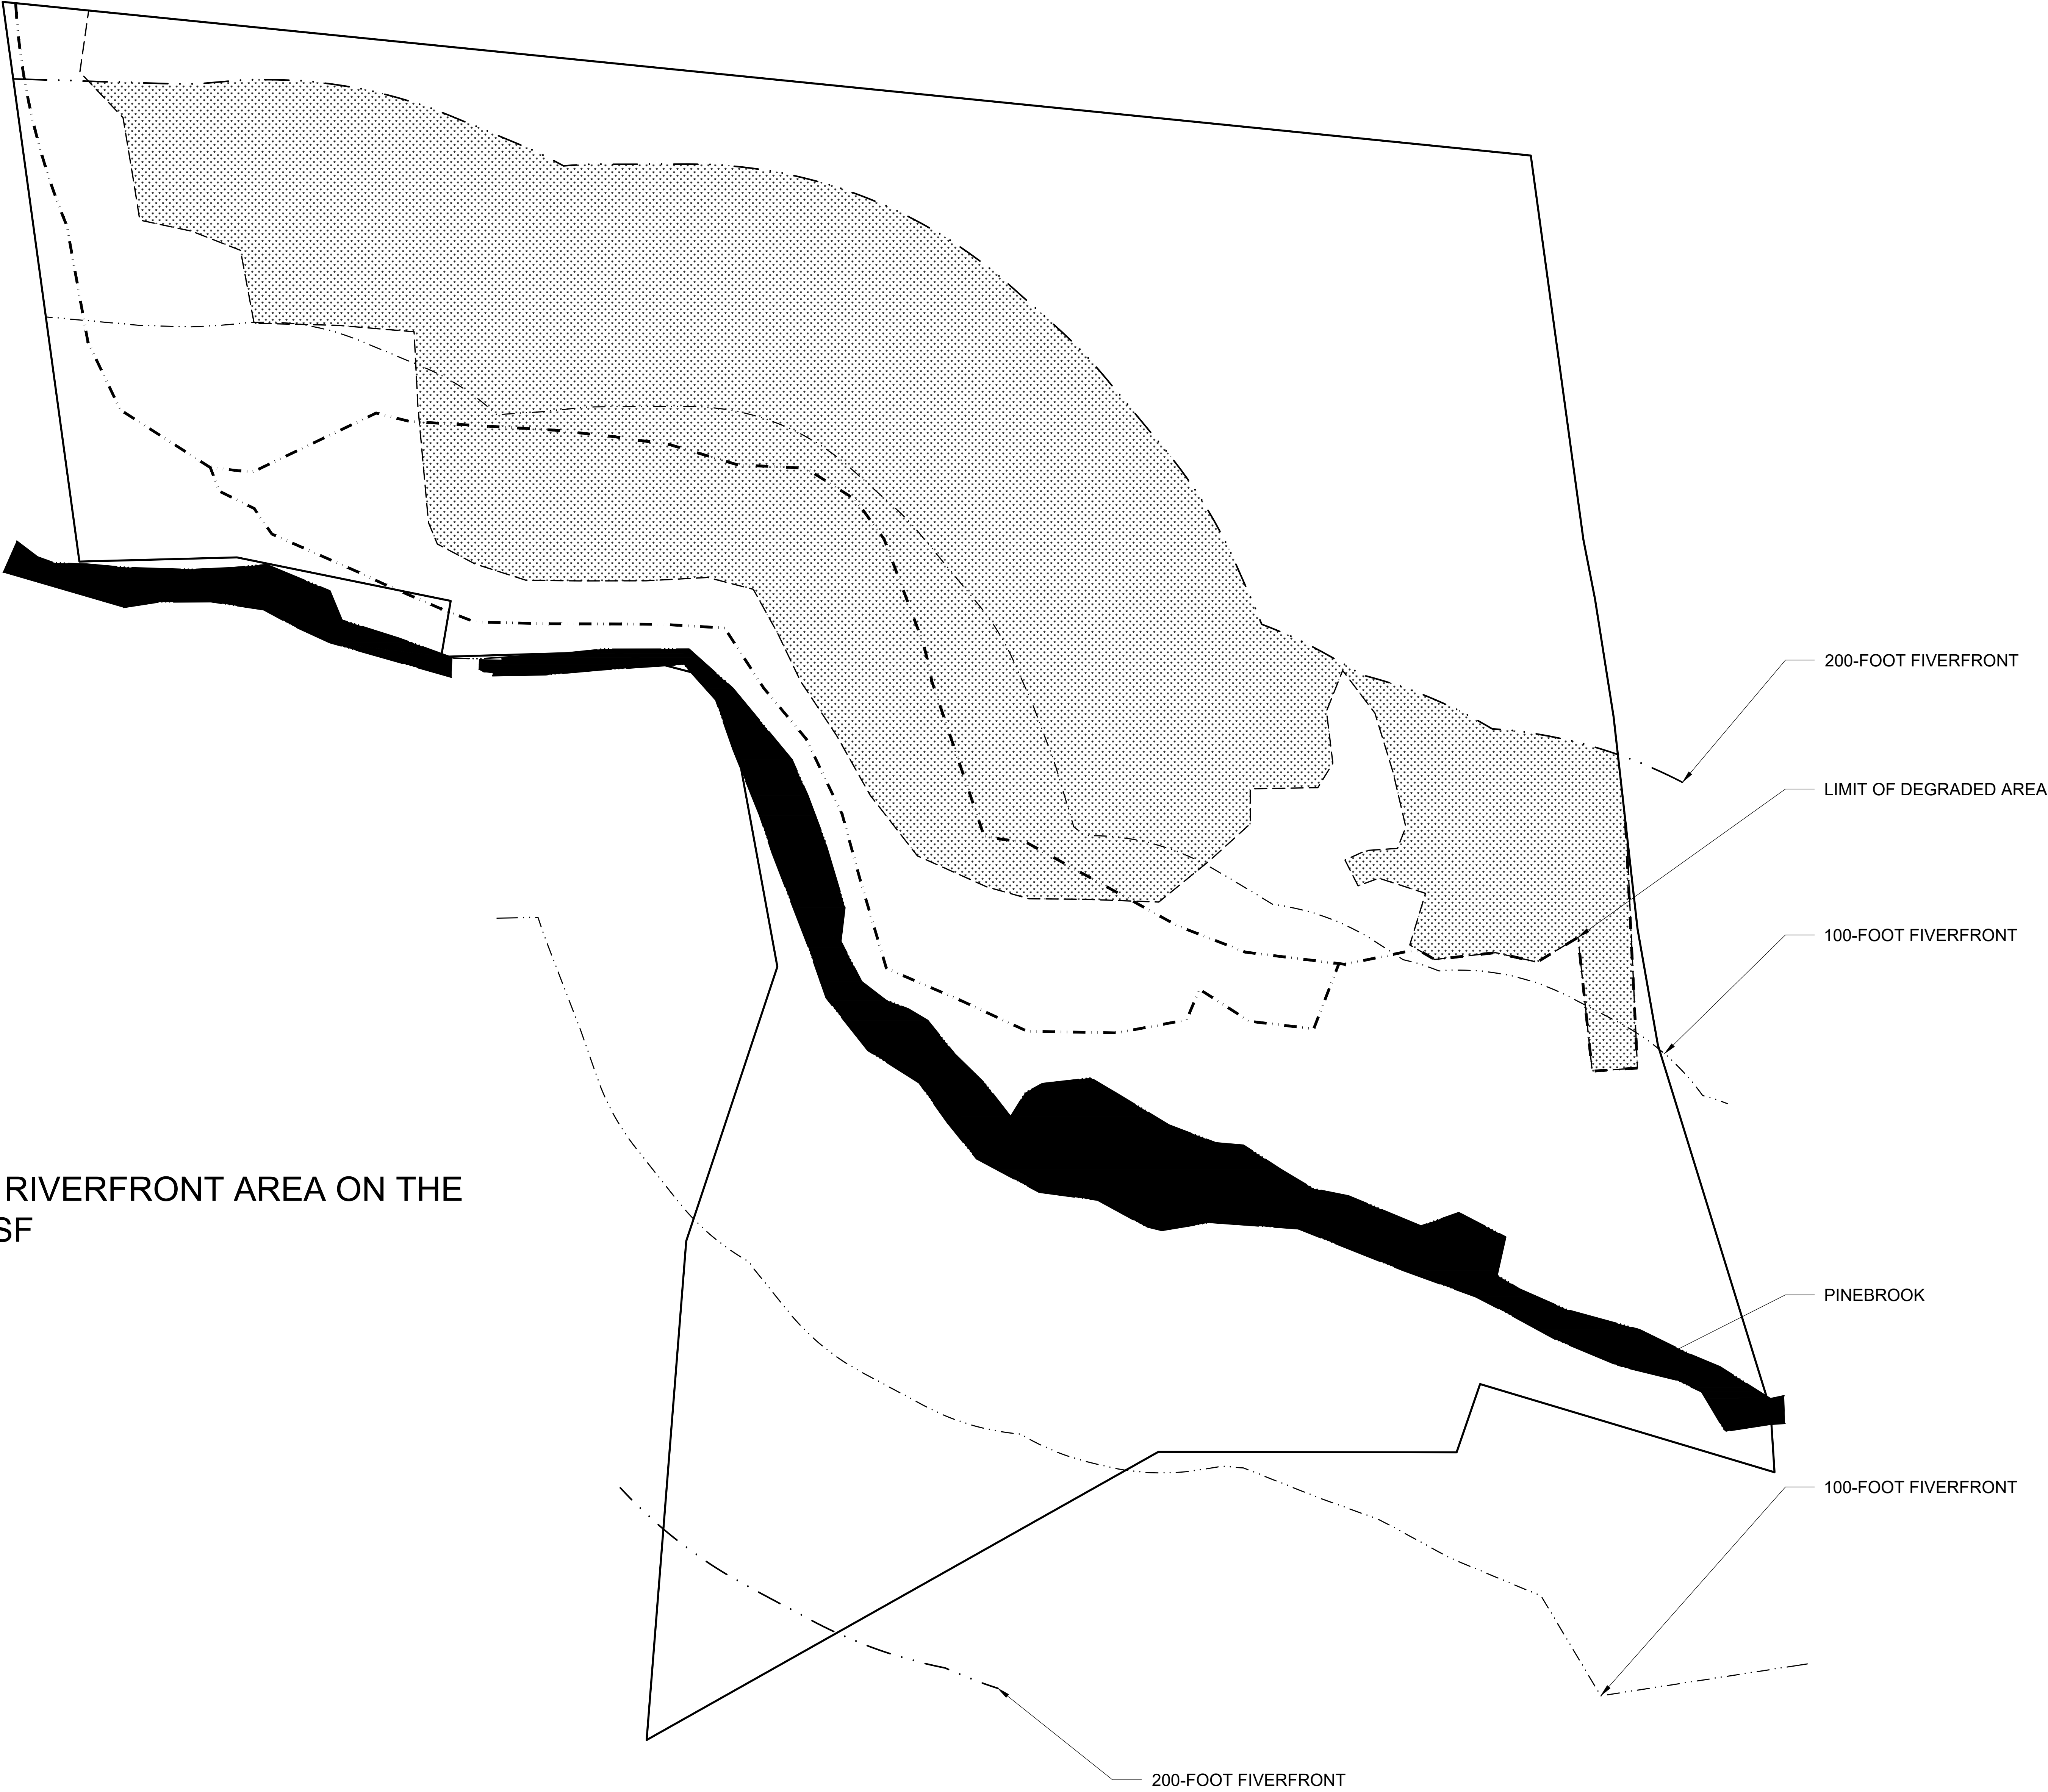 200-FOOT FIVERFRONT
LIMIT OF DEGRADED AREA
100-FOOT FIVERFRONT
RIVERFRONT AREA ON THE
SF
PINEBROOK
100-FOOT FIVERFRONT
200-FOOT FIVERFRONT